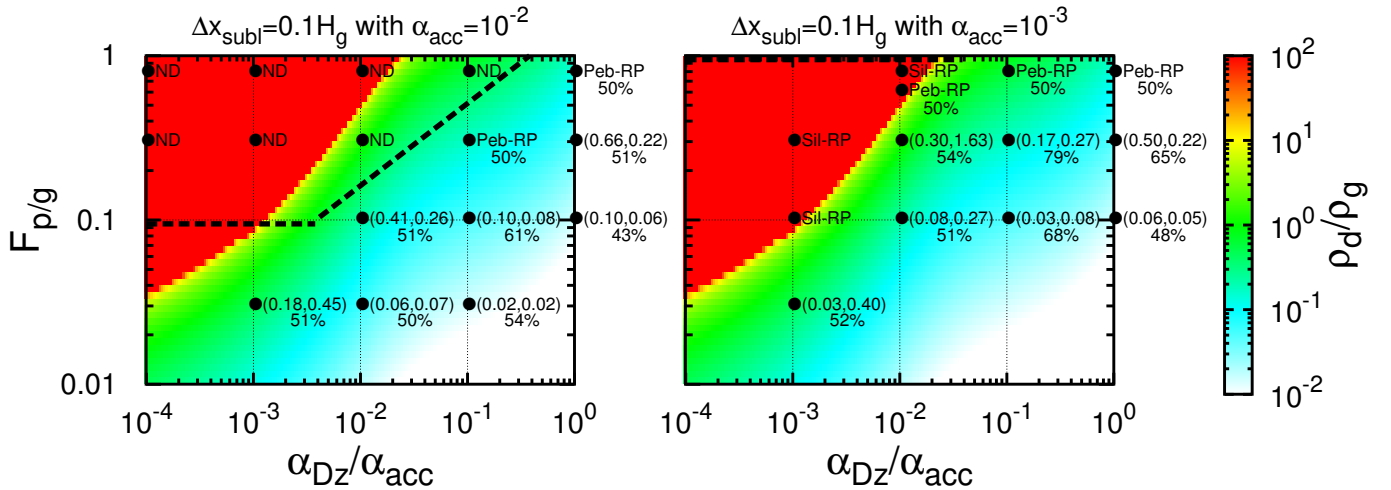 Δx_subl=0.1H_g with α_acc=10^-2
Δx_subl=0.1H_g with α_acc=10^-3
F_p/g
1
0.1
0.01
ND ND ND ND Peb-RP
50%
ND ND ND Peb-RP (0.66,0.22)
50% 51%
(0.41,0.26) (0.10,0.08) (0.10,0.06)
51% 61% 43%
(0.18,0.45) (0.06,0.07) (0.02,0.02)
51% 50% 54%
10^-4 10^-3 10^-2 10^-1 10^0
α_Dz/α_acc
Sil-RP Peb-RP Peb-RP
Peb-RP 50% 50%
50%
Sil-RP (0.30,1.63) (0.17,0.27) (0.50,0.22)
54% 79% 65%
Sil-RP (0.08,0.27) (0.03,0.08) (0.06,0.05)
51% 68% 48%
(0.03,0.40)
52%
10^-4 10^-3 10^-2 10^-1 10^0
α_Dz/α_acc
10^2
10^1
10^0
10^-1
10^-2
ρ_d/ρ_g